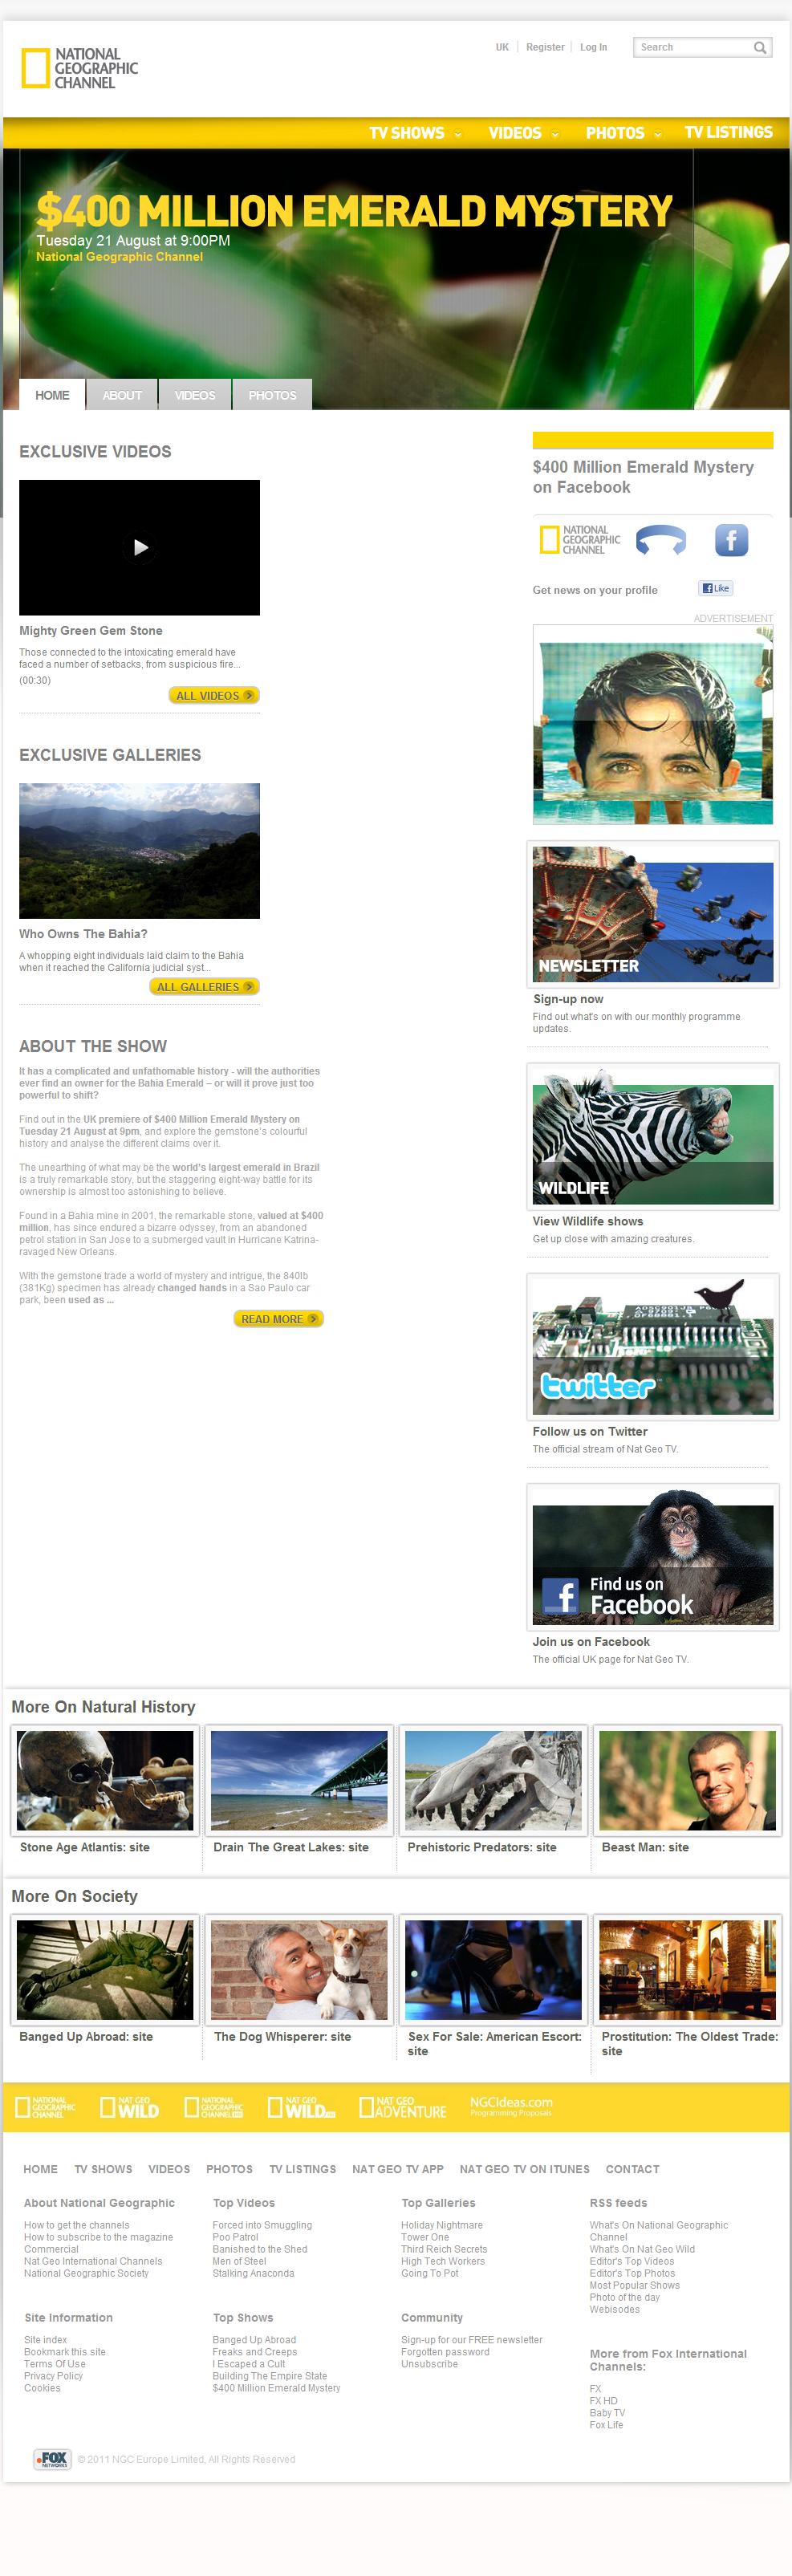 NATIONAL
GEOGRAPHIC
CHANNEL
UK Register Log In Search
TV SHOWS VIDEOS PHOTOS TV LISTINGS
$400 MILLION EMERALD MYSTERY
Tuesday 21 August at 9:00PM
National Geographic Channel
HOME ABOUT VIDEOS PHOTOS
EXCLUSIVE VIDEOS
Mighty Green Gem Stone
Those connected to the intoxicating emerald have
faced a number of setbacks, from suspicious fire...
(00:30)
ALL VIDEOS
EXCLUSIVE GALLERIES
Who Owns The Bahia?
A whopping eight individuals laid claim to the Bahia
when it reached the California judicial syst...
ALL GALLERIES
ABOUT THE SHOW
It has a complicated and unfathomable history - will the authorities
ever find an owner for the Bahia Emerald – or will it prove just too
powerful to shift?
Find out in the UK premiere of $400 Million Emerald Mystery on
Tuesday 21 August at 9pm, and explore the gemstone's colourful
history and analyse the different claims over it.
The unearthing of what may be the world's largest emerald in Brazil
is a truly remarkable story, but the staggering eight-way battle for its
ownership is almost too astonishing to believe.
Found in a Bahia mine in 2001, the remarkable stone, valued at $400
million, has since endured a bizarre odyssey, from an abandoned
petrol station in San Jose to a submerged vault in Hurricane Katrina-
ravaged New Orleans.
With the gemstone trade a world of mystery and intrigue, the 840lb
(381Kg) specimen has already changed hands in a Sao Paulo car
park, been used as ...
READ MORE
$400 Million Emerald Mystery
on Facebook
NATIONAL
GEOGRAPHIC
CHANNEL
f
Get news on your profile
f Like
ADVERTISEMENT
NEWSLETTER
Sign-up now
Find out what's on with our monthly programme
updates.
WILDLIFE
View Wildlife shows
Get up close with amazing creatures.
twitter
Follow us on Twitter
The official stream of Nat Geo TV.
f Find us on
Facebook
Join us on Facebook
The official UK page for Nat Geo TV.
More On Natural History
Stone Age Atlantis: site
Drain The Great Lakes: site
Prehistoric Predators: site
Beast Man: site
More On Society
Banged Up Abroad: site
The Dog Whisperer: site
Sex For Sale: American Escort:
site
Prostitution: The Oldest Trade:
site
NATIONAL
GEOGRAPHIC
CHANNEL
NAT GEO
WILD
NATIONAL
GEOGRAPHIC
CHANNEL HD
NAT GEO
WILD HD
NAT GEO
ADVENTURE
NGCIdeas.com
Programming Proposals
HOME TV SHOWS VIDEOS PHOTOS TV LISTINGS NAT GEO TV APP NAT GEO TV ON ITUNES CONTACT
About National Geographic
How to get the channels
How to subscribe to the magazine
Commercial
Nat Geo International Channels
National Geographic Society
Top Videos
Forced into Smuggling
Poo Patrol
Banished to the Shed
Men of Steel
Stalking Anaconda
Top Galleries
Holiday Nightmare
Tower One
Third Reich Secrets
High Tech Workers
Going To Pot
RSS feeds
What's On National Geographic
Channel
What's On Nat Geo Wild
Editor's Top Videos
Editor's Top Photos
Most Popular Shows
Photo of the day
Webisodes
Site Information
Site index
Bookmark this site
Terms Of Use
Privacy Policy
Cookies
Top Shows
Banged Up Abroad
Freaks and Creeps
I Escaped a Cult
Building The Empire State
$400 Million Emerald Mystery
Community
Sign-up for our FREE newsletter
Forgotten password
Unsubscribe
More from Fox International
Channels:
FX
FX HD
Baby TV
Fox Life
FOX
NETWORKS
© 2011 NGC Europe Limited, All Rights Reserved